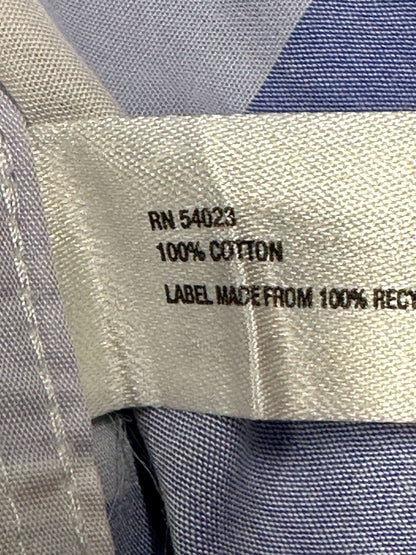 RN 54023
100% COTTON
LABEL MADE FROM 100% RECY